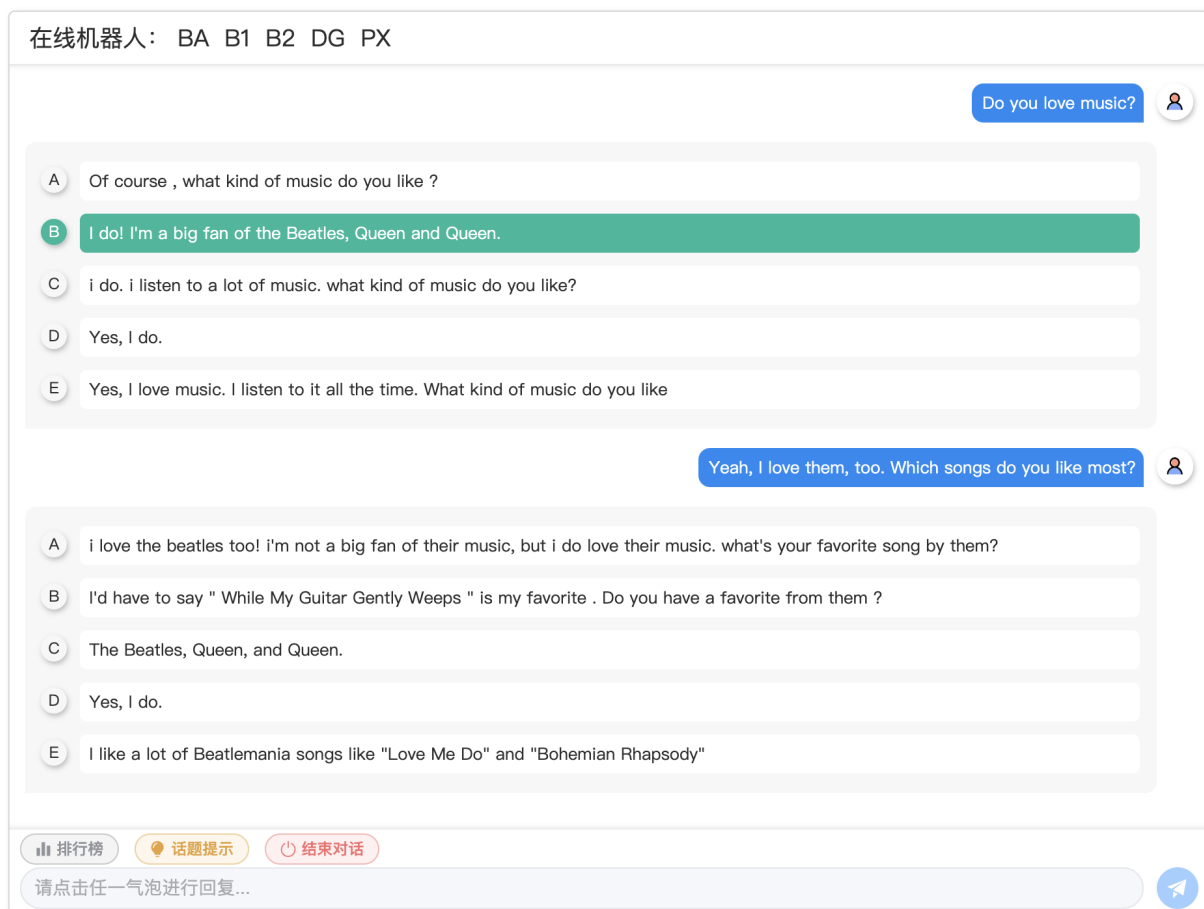 在线机器人： BA B1 B2 DG PX
Do you love music?
A Of course , what kind of music do you like ?
B I do! I'm a big fan of the Beatles, Queen and Queen.
C i do. i listen to a lot of music. what kind of music do you like?
D Yes, I do.
E Yes, I love music. I listen to it all the time. What kind of music do you like
Yeah, I love them, too. Which songs do you like most?
A i love the beatles too! i'm not a big fan of their music, but i do love their music. what's your favorite song by them?
B I'd have to say " While My Guitar Gently Weeps " is my favorite . Do you have a favorite from them ?
C The Beatles, Queen, and Queen.
D Yes, I do.
E I like a lot of Beatlemania songs like "Love Me Do" and "Bohemian Rhapsody"
排行榜 话题提示 结束对话
请点击任一气泡进行回复...